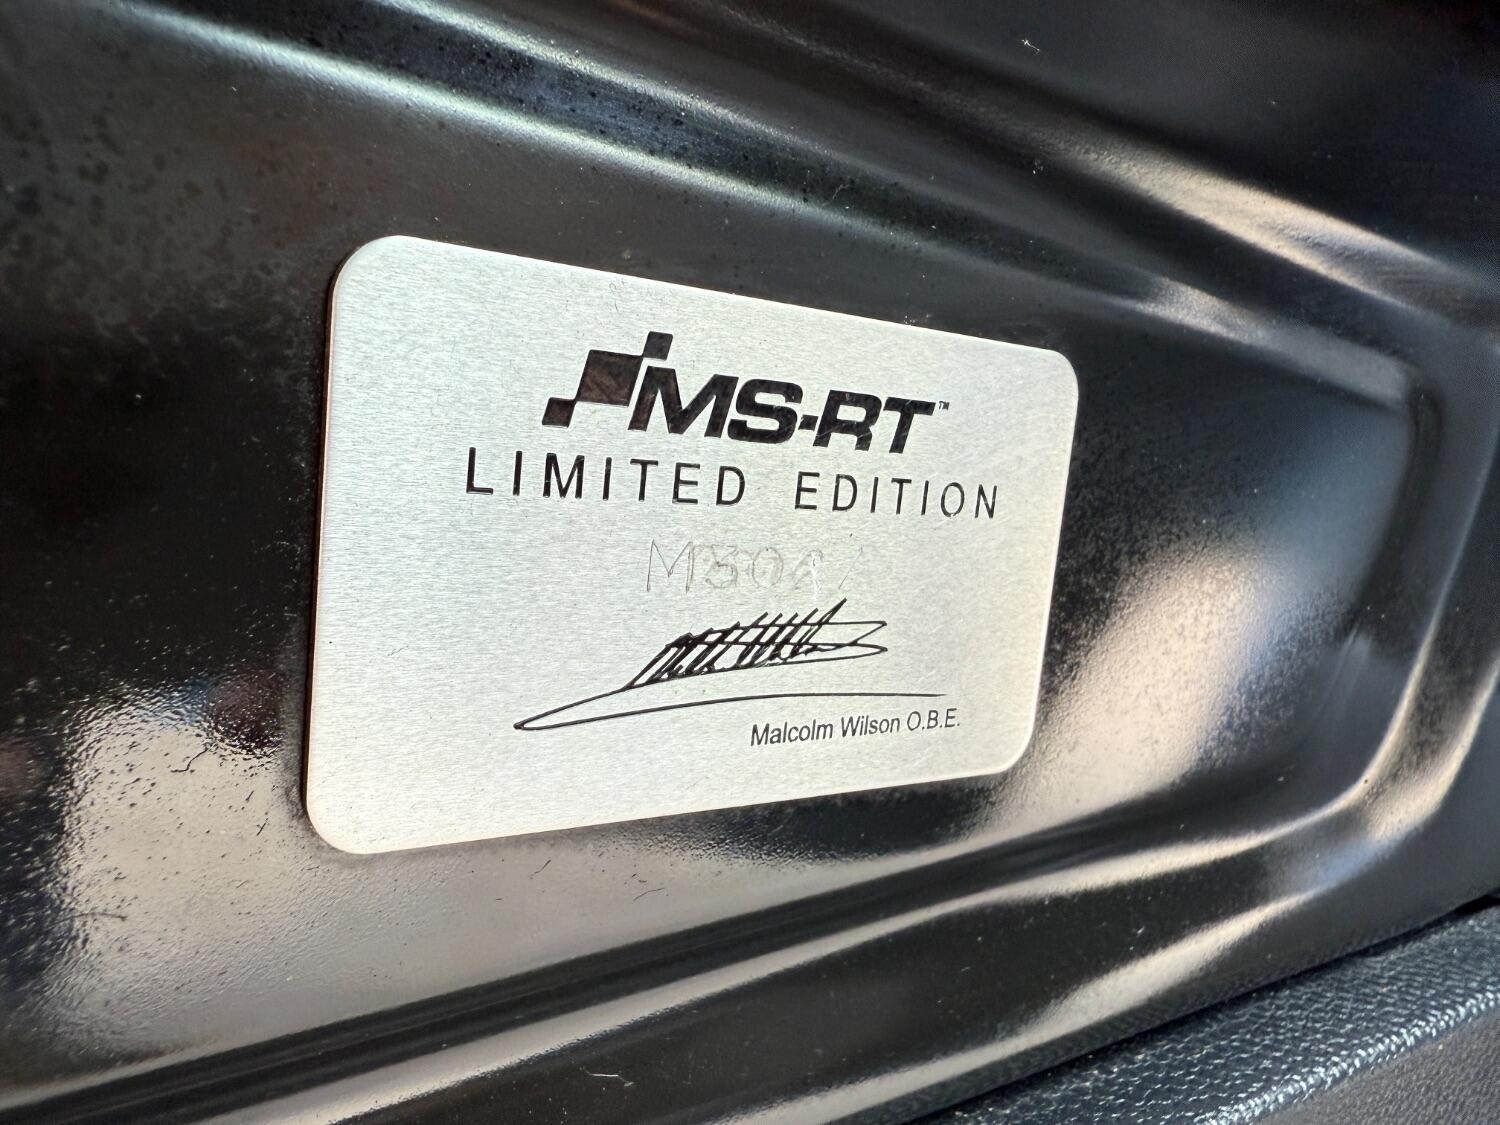 MS-RT™
LIMITED EDITION
Malcolm Wilson O.B.E.